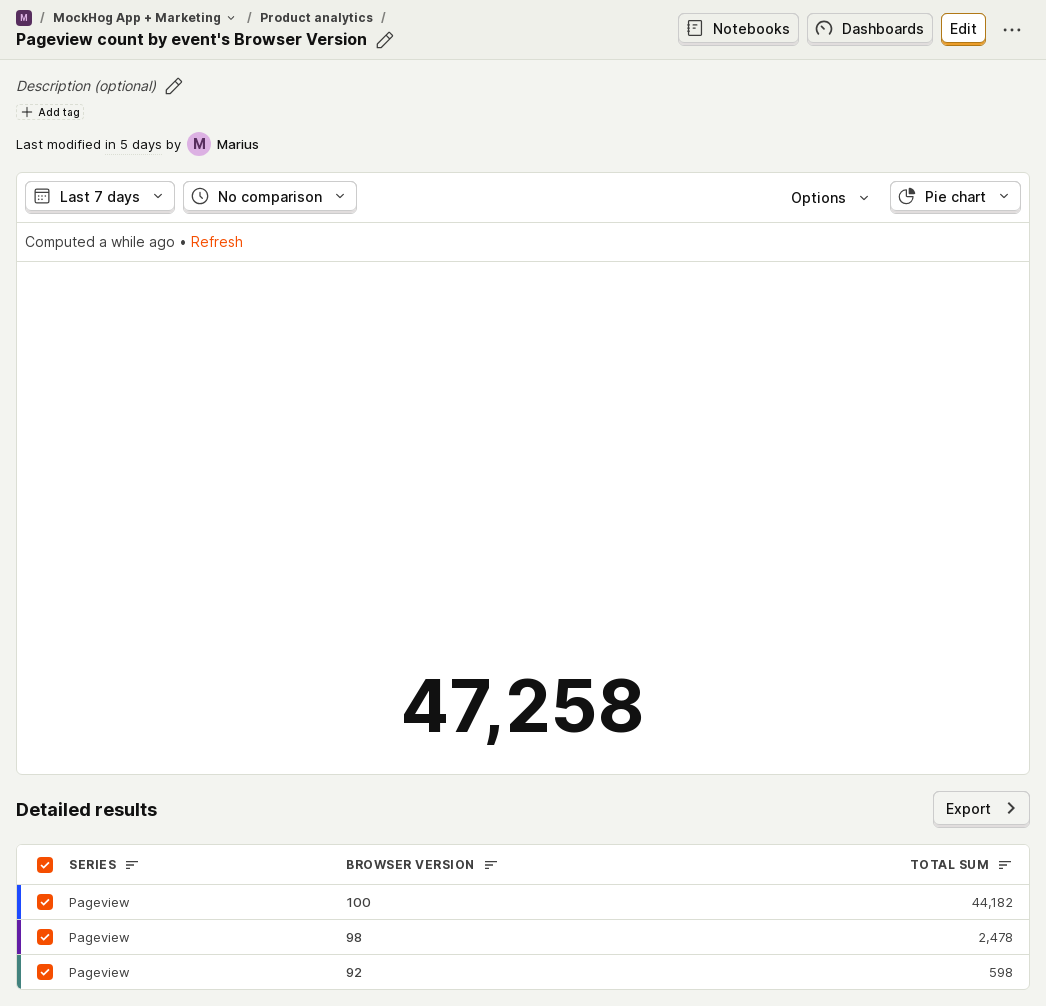 M / MockHog App + Marketing / Product analytics /
Pageview count by event's Browser Version
Notebooks
Dashboards
Edit
Description (optional)
Add tag
Last modified in 5 days by M Marius
Last 7 days
No comparison
Options
Pie chart
Computed a while ago • Refresh
47,258
Detailed results
Export
SERIES BROWSER VERSION TOTAL SUM
Pageview 100 44,182
Pageview 98 2,478
Pageview 92 598